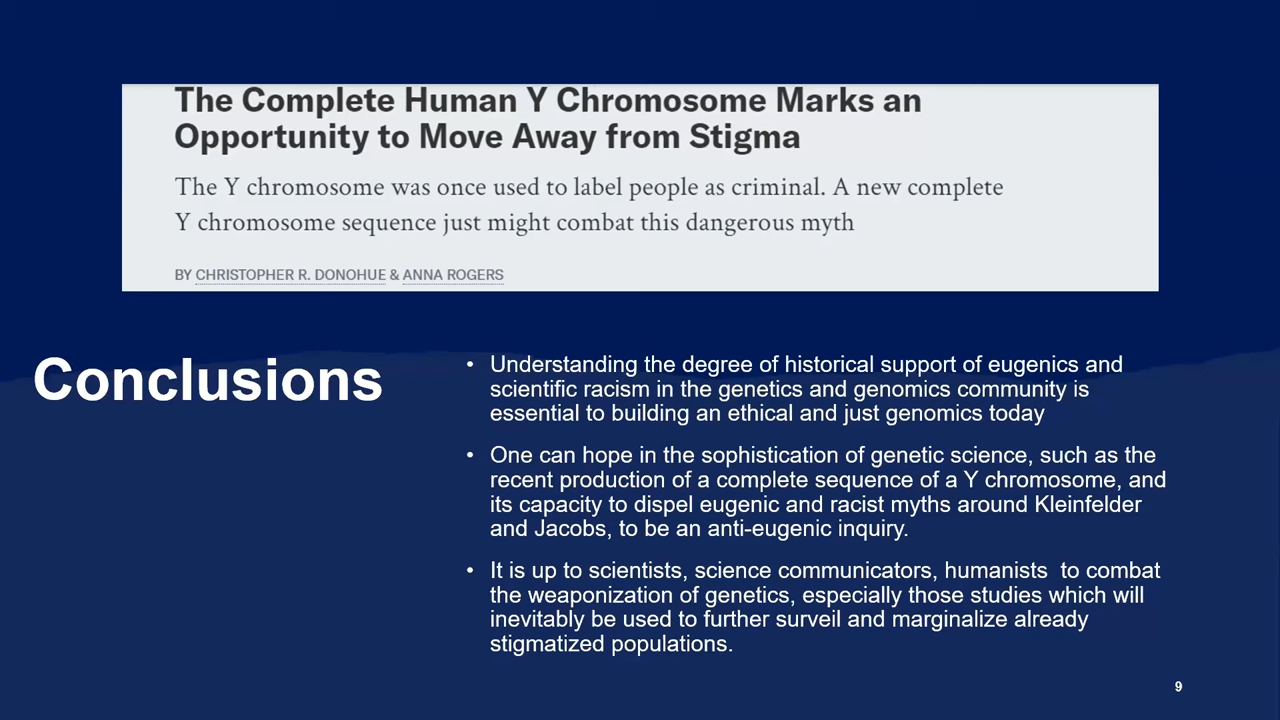 The Complete Human Y Chromosome Marks an
Opportunity to Move Away from Stigma
The Y chromosome was once used to label people as criminal. A new complete
Y chromosome sequence just might combat this dangerous myth
BY CHRISTOPHER R. DONOHUE & ANNA ROGERS
Conclusions
• Understanding the degree of historical support of eugenics and
scientific racism in the genetics and genomics community is
essential to building an ethical and just genomics today
• One can hope in the sophistication of genetic science, such as the
recent production of a complete sequence of a Y chromosome, and
its capacity to dispel eugenic and racist myths around Kleinfelder
and Jacobs, to be an anti-eugenic inquiry.
• It is up to scientists, science communicators, humanists  to combat
the weaponization of genetics, especially those studies which will
inevitably be used to further surveil and marginalize already
stigmatized populations.
9